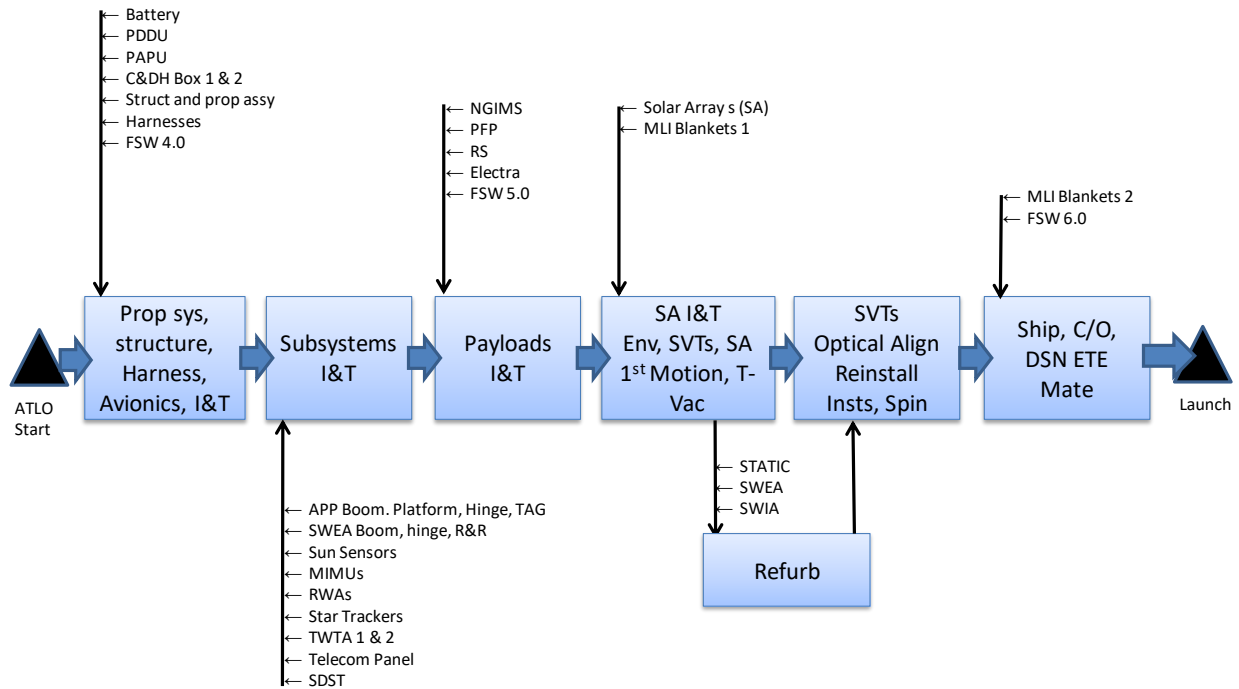 ← Battery
← PDDU
← PAPU
← C&DH Box 1 & 2
← Struct and prop assy
← Harnesses
← FSW 4.0
← NGIMS
← PFP
← RS
← Electra
← FSW 5.0
← Solar Array s (SA)
← MLI Blankets 1
← MLI Blankets 2
← FSW 6.0
ATLO
Start
Prop sys,
structure,
Harness,
Avionics, I&T
Subsystems
I&T
Payloads
I&T
SA I&T
Env, SVTs, SA
1st Motion, T-
Vac
SVTs
Optical Align
Reinstall
Insts, Spin
Ship, C/O,
DSN ETE
Mate
Launch
← APP Boom. Platform, Hinge, TAG
← SWEA Boom, hinge, R&R
← Sun Sensors
← MIMUs
← RWAs
← Star Trackers
← TWTA 1 & 2
← Telecom Panel
← SDST
← STATIC
← SWEA
← SWIA
Refurb